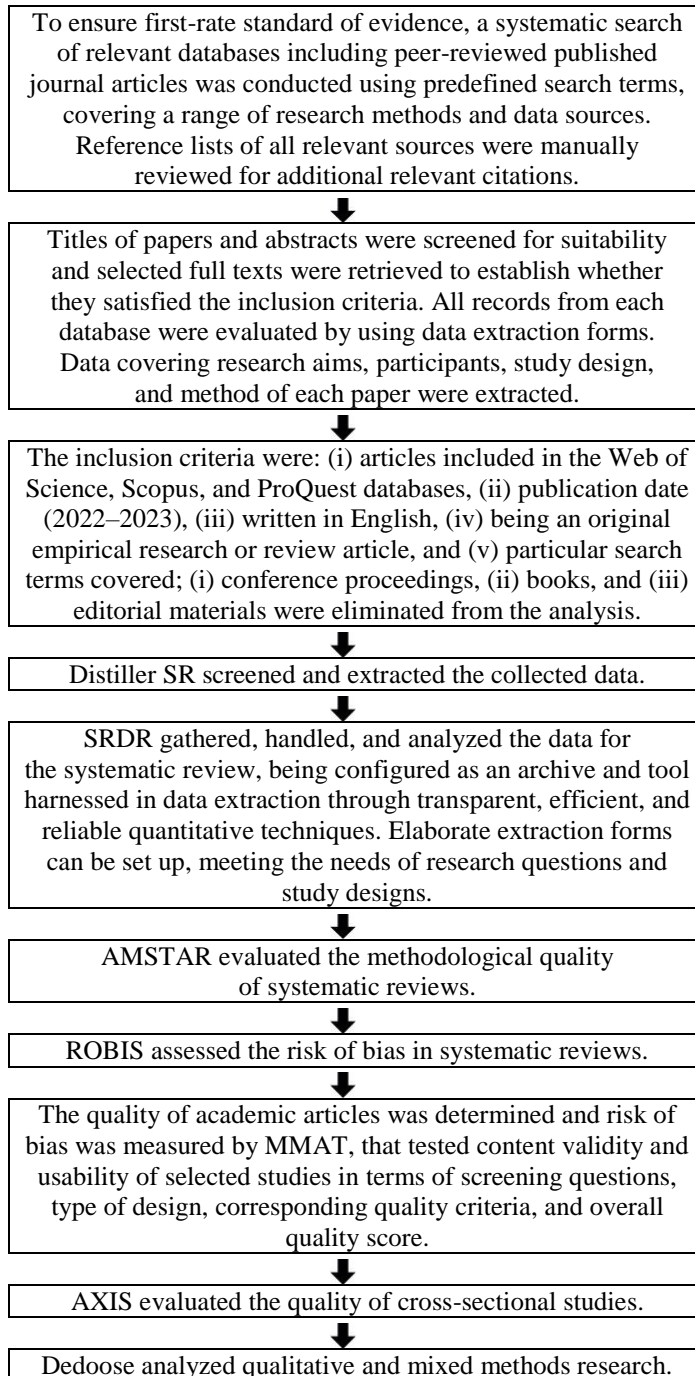 To ensure first-rate standard of evidence, a systematic search
of relevant databases including peer-reviewed published
journal articles was conducted using predefined search terms,
covering a range of research methods and data sources.
Reference lists of all relevant sources were manually
reviewed for additional relevant citations.
Titles of papers and abstracts were screened for suitability
and selected full texts were retrieved to establish whether
they satisfied the inclusion criteria. All records from each
database were evaluated by using data extraction forms.
Data covering research aims, participants, study design,
and method of each paper were extracted.
The inclusion criteria were: (i) articles included in the Web of
Science, Scopus, and ProQuest databases, (ii) publication date
(2022–2023), (iii) written in English, (iv) being an original
empirical research or review article, and (v) particular search
terms covered; (i) conference proceedings, (ii) books, and (iii)
editorial materials were eliminated from the analysis.
Distiller SR screened and extracted the collected data.
SRDR gathered, handled, and analyzed the data for
the systematic review, being configured as an archive and tool
harnessed in data extraction through transparent, efficient, and
reliable quantitative techniques. Elaborate extraction forms
can be set up, meeting the needs of research questions and
study designs.
AMSTAR evaluated the methodological quality
of systematic reviews.
ROBIS assessed the risk of bias in systematic reviews.
The quality of academic articles was determined and risk of
bias was measured by MMAT, that tested content validity and
usability of selected studies in terms of screening questions,
type of design, corresponding quality criteria, and overall
quality score.
AXIS evaluated the quality of cross-sectional studies.
Dedoose analyzed qualitative and mixed methods research.